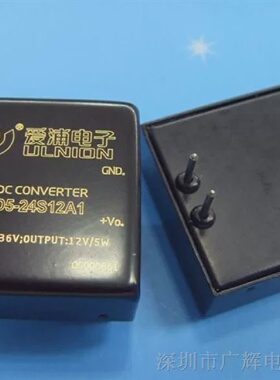 ® 爱浦电子
ULNION
GND.
DC CONVERTER
D5-24S12A1
+Vo.
36V;OUTPUT:12V/5W
深圳市广辉电